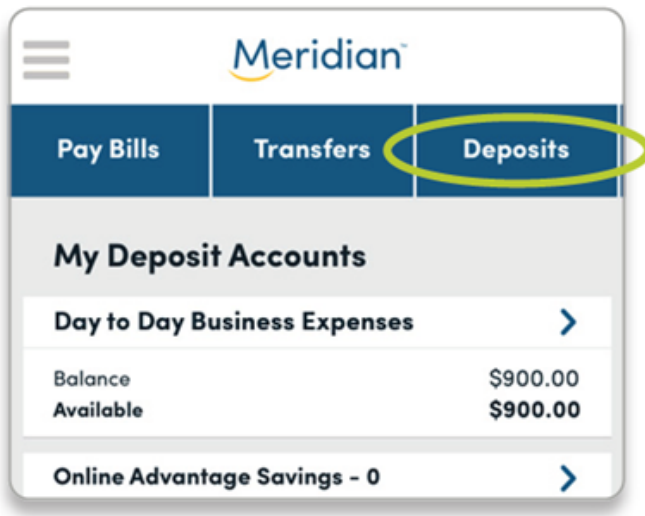 Meridian™
Pay Bills Transfers Deposits
My Deposit Accounts
Day to Day Business Expenses
Balance $900.00
Available $900.00
Online Advantage Savings - 0